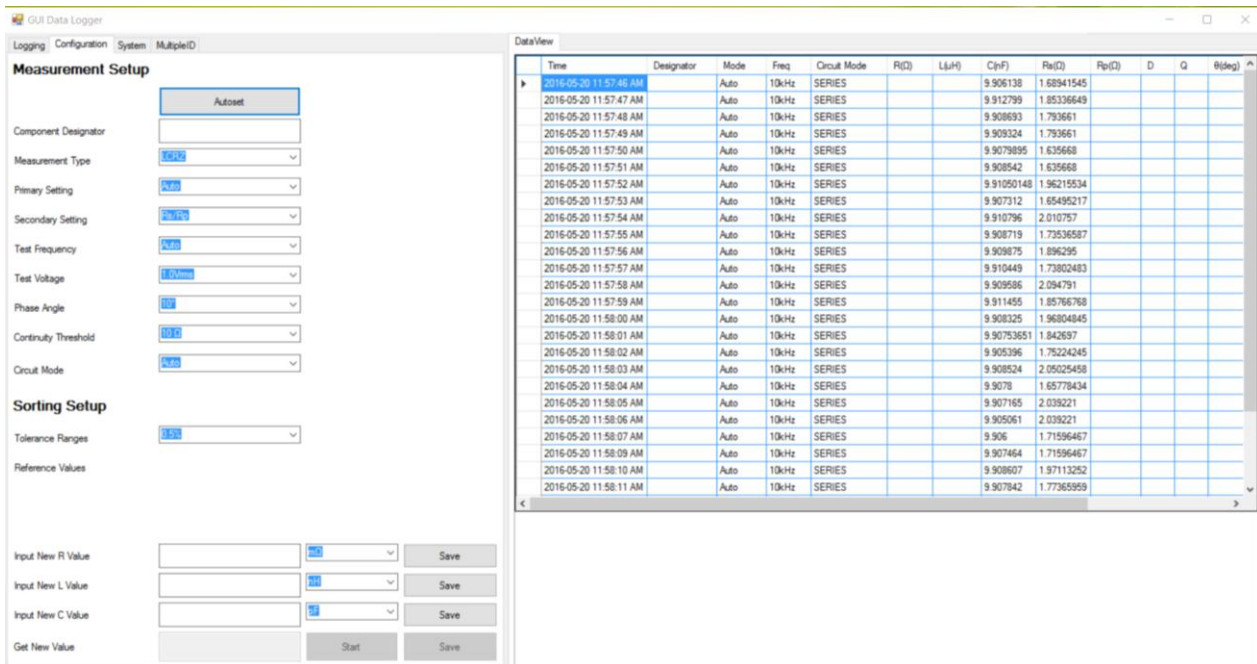 GUI Data Logger
Logging Configuration System MultipleID
Measurement Setup
Autoset
Component Designator
Measurement Type LCRZ
Primary Setting Auto
Secondary Setting Rs/Rp
Test Frequency Auto
Test Voltage 1.0Vrms
Phase Angle 10°
Continuity Threshold 10 Ω
Circuit Mode Auto
Sorting Setup
Tolerance Ranges 0.5%
Reference Values
Input New R Value mΩ Save
Input New L Value nH Save
Input New C Value pF Save
Get New Value Start Save
DataView
Time Designator Mode Freq Circuit Mode R(Ω) L(uH) C(nF) Rs(Ω) Rp(Ω) D Q θ(deg)
2016-05-20 11:57:46 AM Auto 10kHz SERIES 9.906138 1.68941545
2016-05-20 11:57:47 AM Auto 10kHz SERIES 9.912799 1.85336649
2016-05-20 11:57:48 AM Auto 10kHz SERIES 9.908693 1.793661
2016-05-20 11:57:49 AM Auto 10kHz SERIES 9.909324 1.793661
2016-05-20 11:57:50 AM Auto 10kHz SERIES 9.9079895 1.635668
2016-05-20 11:57:51 AM Auto 10kHz SERIES 9.908542 1.635668
2016-05-20 11:57:52 AM Auto 10kHz SERIES 9.91050148 1.96215534
2016-05-20 11:57:53 AM Auto 10kHz SERIES 9.907312 1.65495217
2016-05-20 11:57:54 AM Auto 10kHz SERIES 9.910796 2.010757
2016-05-20 11:57:55 AM Auto 10kHz SERIES 9.908719 1.73536587
2016-05-20 11:57:56 AM Auto 10kHz SERIES 9.909875 1.896295
2016-05-20 11:57:57 AM Auto 10kHz SERIES 9.910449 1.73802483
2016-05-20 11:57:58 AM Auto 10kHz SERIES 9.909586 2.094791
2016-05-20 11:57:59 AM Auto 10kHz SERIES 9.911455 1.85766768
2016-05-20 11:58:00 AM Auto 10kHz SERIES 9.908325 1.96804845
2016-05-20 11:58:01 AM Auto 10kHz SERIES 9.90753651 1.842697
2016-05-20 11:58:02 AM Auto 10kHz SERIES 9.905396 1.75224245
2016-05-20 11:58:03 AM Auto 10kHz SERIES 9.908524 2.05025458
2016-05-20 11:58:04 AM Auto 10kHz SERIES 9.9078 1.65778434
2016-05-20 11:58:05 AM Auto 10kHz SERIES 9.907165 2.039221
2016-05-20 11:58:06 AM Auto 10kHz SERIES 9.905061 2.039221
2016-05-20 11:58:07 AM Auto 10kHz SERIES 9.906 1.71596467
2016-05-20 11:58:09 AM Auto 10kHz SERIES 9.907464 1.71596467
2016-05-20 11:58:10 AM Auto 10kHz SERIES 9.908607 1.97113252
2016-05-20 11:58:11 AM Auto 10kHz SERIES 9.907842 1.77365959